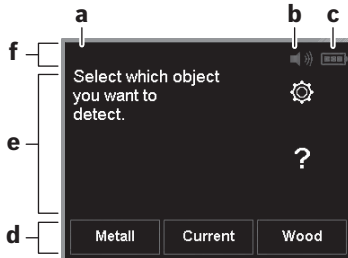 a
b
c
f
Select which object
you want to
detect.
e
?
d
Metall
Current
Wood